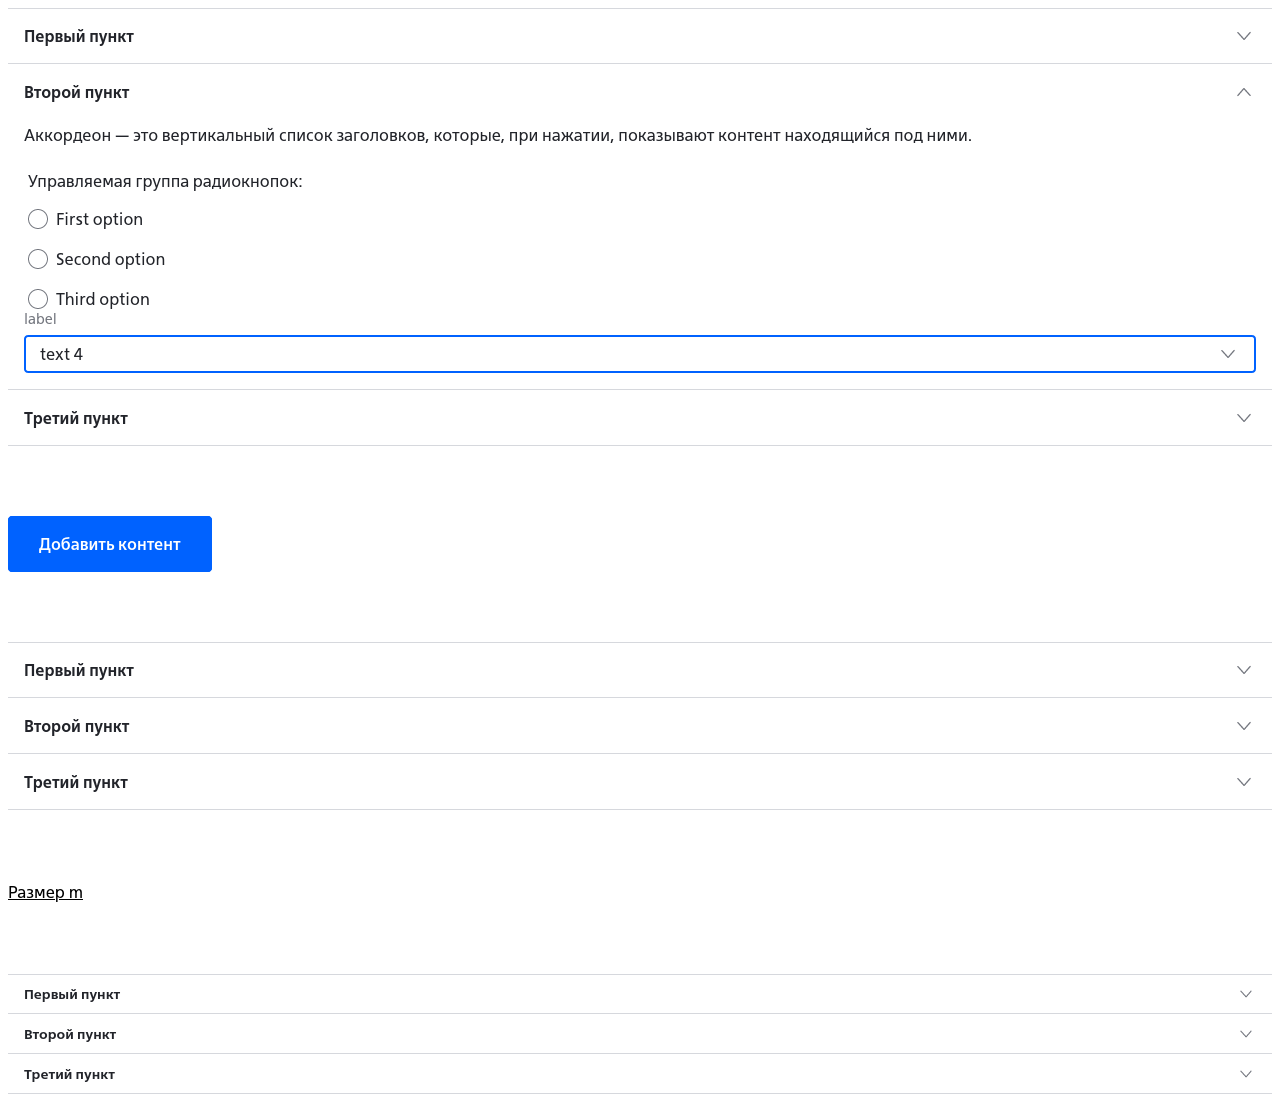 Первый пункт
Второй пункт
Аккордеон — это вертикальный список заголовков, которые, при нажатии, показывают контент находящийся под ними.
Управляемая группа радиокнопок:
First option
Second option
Third option
label
text 4
Третий пункт
Добавить контент
Первый пункт
Второй пункт
Третий пункт
Размер m
Первый пункт
Второй пункт
Третий пункт